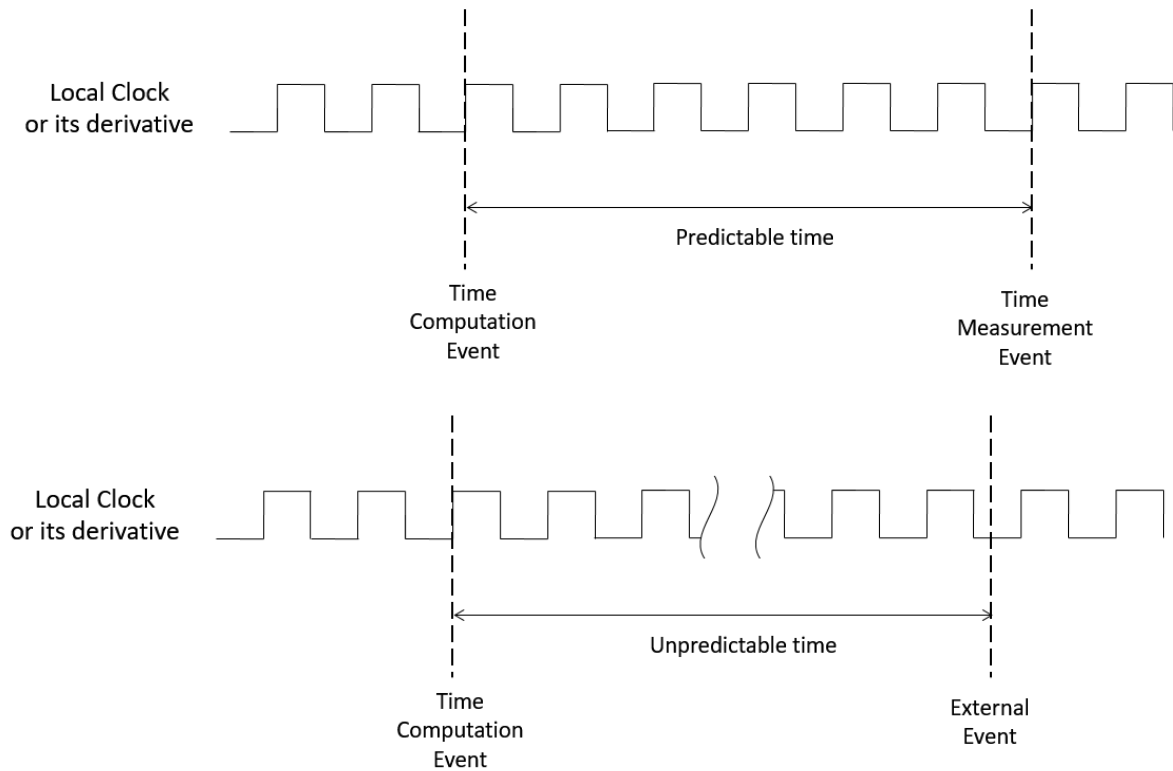 Local Clock
or its derivative
Predictable time
Time
Computation
Event
Time
Measurement
Event
Local Clock
or its derivative
Unpredictable time
Time
Computation
Event
External
Event